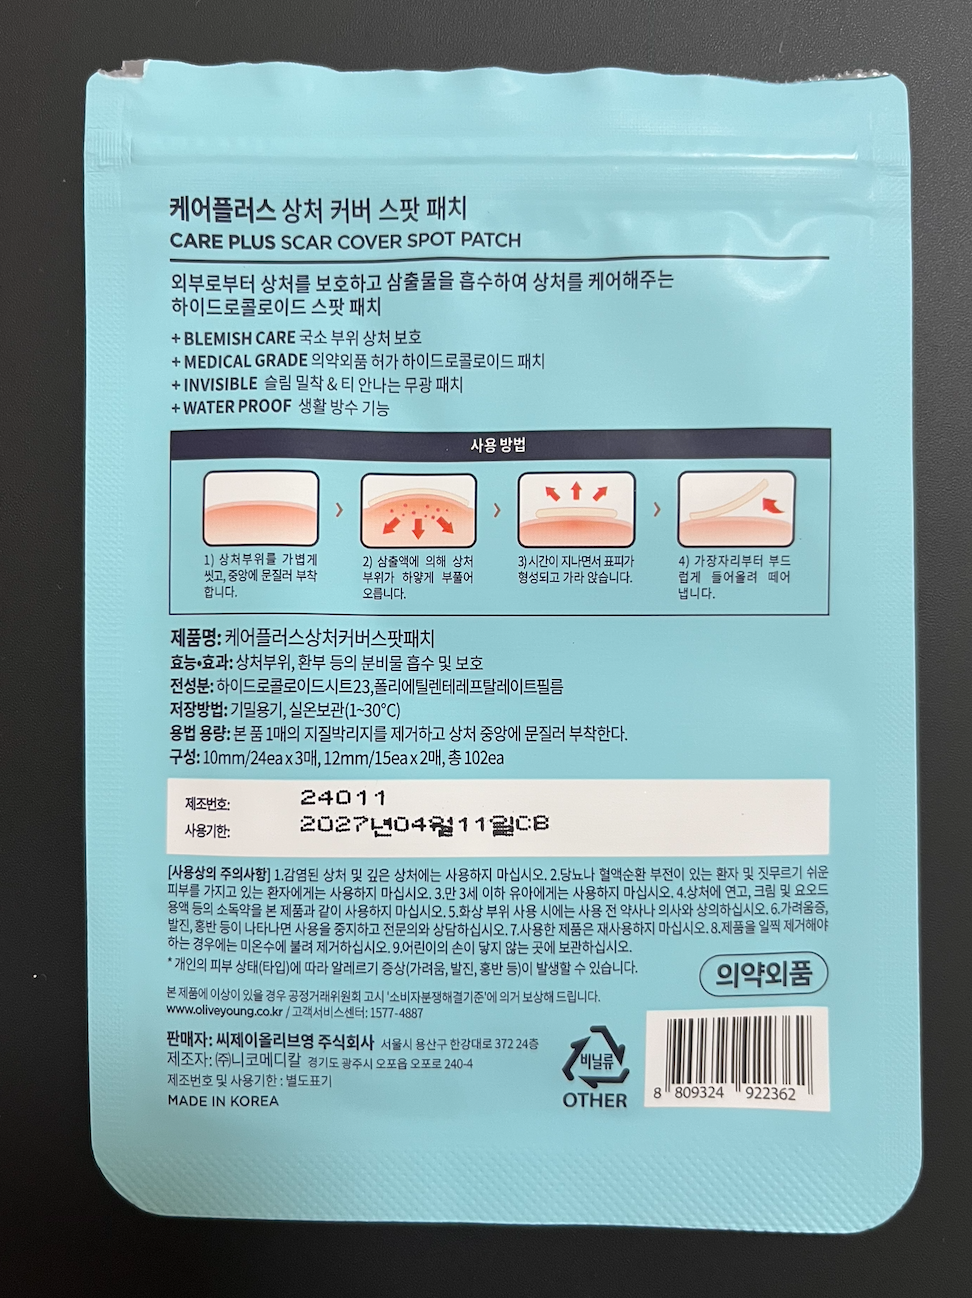 케어플러스 상처 커버 스팟 패치
CARE PLUS SCAR COVER SPOT PATCH
외부로부터 상처를 보호하고 삼출물을 흡수하여 상처를 케어해주는
하이드로콜로이드 스팟 패치
+ BLEMISH CARE 국소 부위 상처 보호
+ MEDICAL GRADE 의약외품 허가 하이드로콜로이드 패치
+ INVISIBLE 슬림 밀착 & 티 안나는 무광 패치
+ WATER PROOF 생활 방수 기능
사용 방법
1) 상처부위를 가볍게
씻고, 중앙에 문질러 부착
합니다.
2) 삼출액에 의해 상처
부위가 하얗게 부풀어
오릅니다.
3)시간이 지나면서 표피가
형성되고 가라 앉습니다.
4) 가장자리부터 부드
럽게 들어올려 떼어
냅니다.
제품명: 케어플러스상처커버스팟패치
효능•효과: 상처부위, 환부 등의 분비물 흡수 및 보호
전성분: 하이드로콜로이드시트23,폴리에틸렌테레프탈레이트필름
저장방법: 기밀용기, 실온보관(1~30°C)
용법 용량: 본 품 1매의 지질박리지를 제거하고 상처 중앙에 문질러 부착한다.
구성: 10mm/24ea x 3매, 12mm/15ea x 2매, 총 102ea
제조번호: 24011
사용기한: 2027년04월11일CB
[사용상의 주의사항] 1.감염된 상처 및 깊은 상처에는 사용하지 마십시오. 2.당뇨나 혈액순환 부전이 있는 환자 및 짓무르기 쉬운
피부를 가지고 있는 환자에게는 사용하지 마십시오. 3.만 3세 이하 유아에게는 사용하지 마십시오. 4.상처에 연고, 크림 및 요오드
용액 등의 소독약을 본 제품과 같이 사용하지 마십시오. 5.화상 부위 사용 시에는 사용 전 약사나 의사와 상의하십시오. 6.가려움증,
발진, 홍반 등이 나타나면 사용을 중지하고 전문의와 상담하십시오. 7.사용한 제품은 재사용하지 마십시오. 8.제품을 일찍 제거해야
하는 경우에는 미온수에 불려 제거하십시오. 9.어린이의 손이 닿지 않는 곳에 보관하십시오.
* 개인의 피부 상태(타입)에 따라 알레르기 증상(가려움, 발진, 홍반 등)이 발생할 수 있습니다.
의약외품
본 제품에 이상이 있을 경우 공정거래위원회 고시 '소비자분쟁해결기준'에 의거 보상해 드립니다.
www.oliveyoung.co.kr / 고객서비스센터: 1577-4887
판매자: 씨제이올리브영 주식회사 서울시 용산구 한강대로 372 24층
제조자: ㈜니코메디칼 경기도 광주시 오포읍 오포로 240-4
제조번호 및 사용기한 : 별도표기
MADE IN KOREA
비닐류
OTHER
8 809324 922362